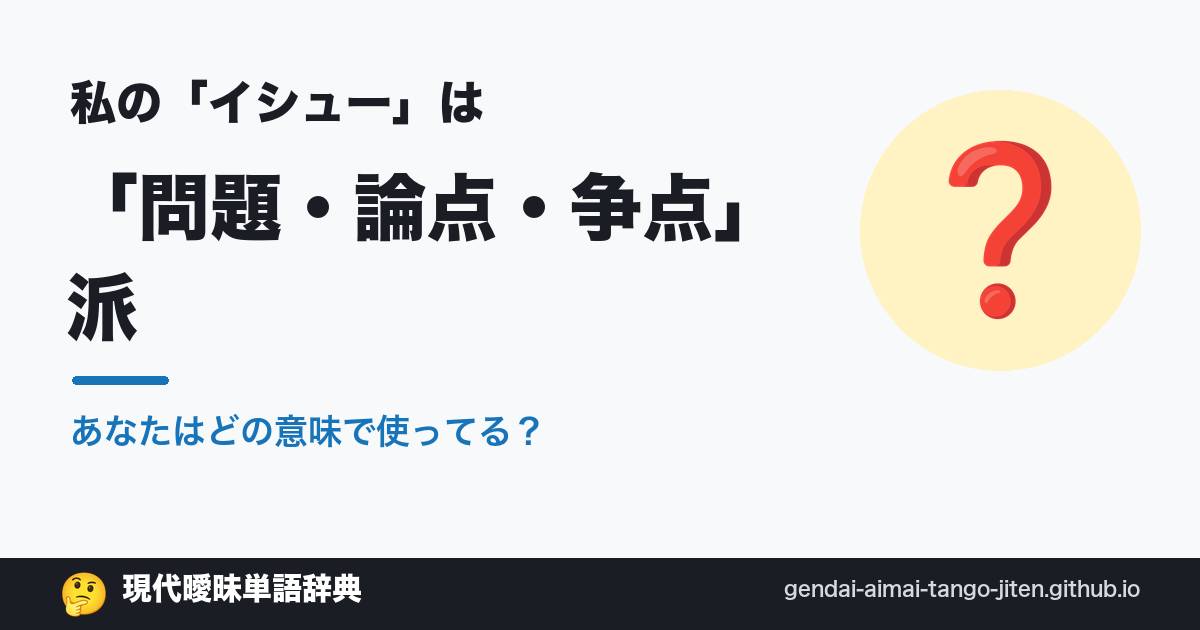 私の「イシュー」は
「問題・論点・争点」
派
あなたはどの意味で使ってる？
現代曖昧単語辞典
gendai-aimai-tango-jiten.github.io